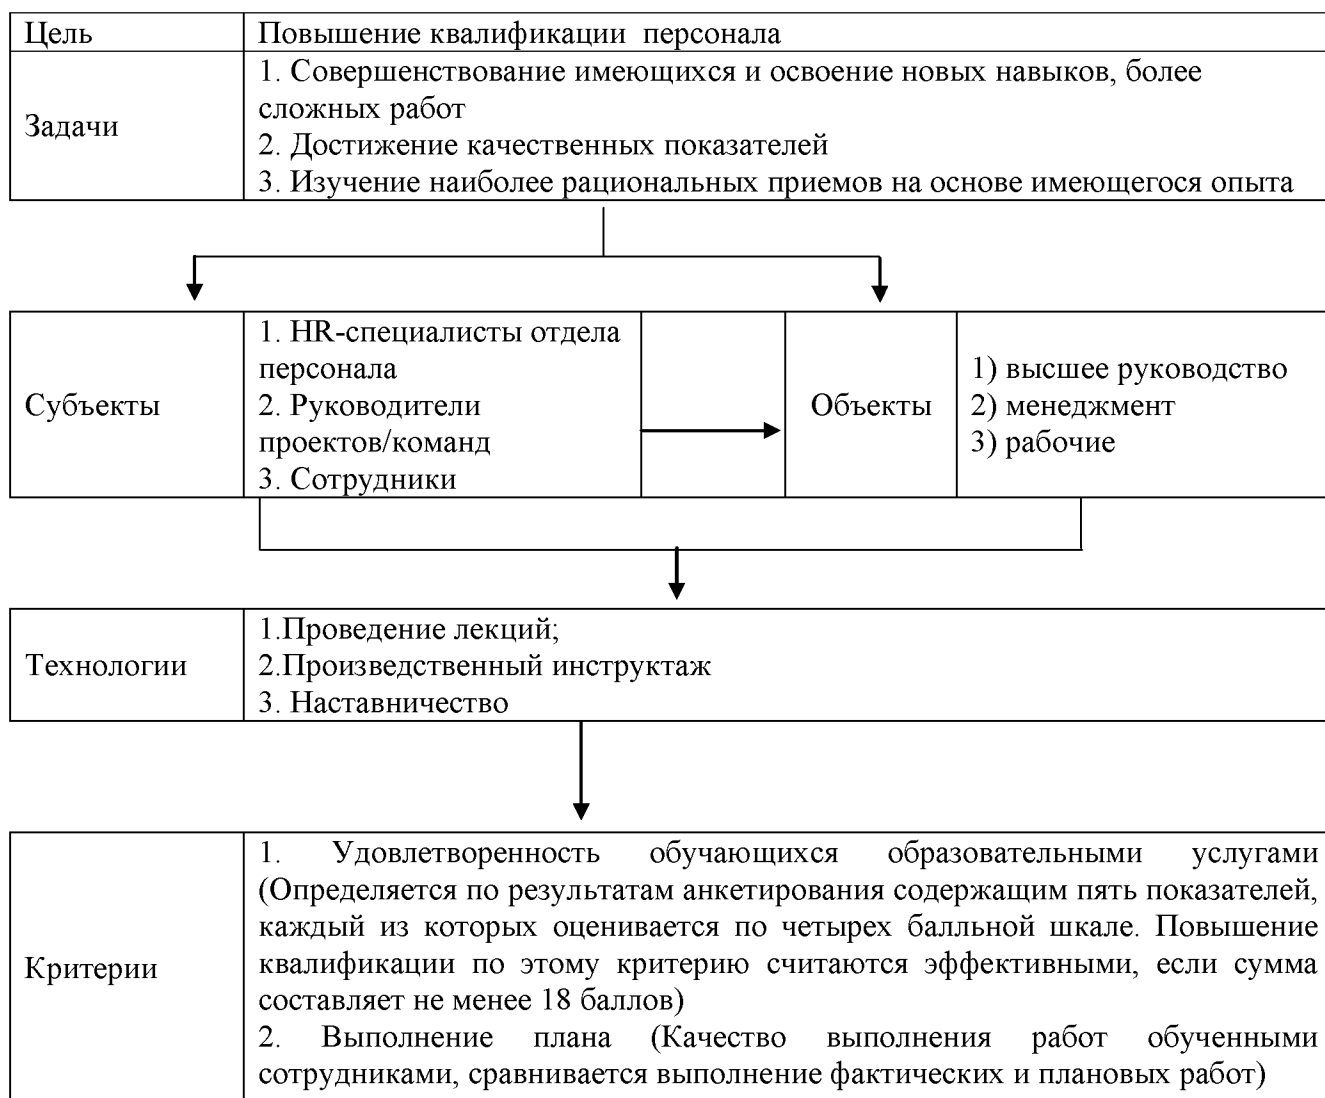 Цель
Повышение квалификации персонала
Задачи
1. Совершенствование имеющихся и освоение новых навыков, более
сложных работ
2. Достижение качественных показателей
3. Изучение наиболее рациональных приемов на основе имеющегося опыта
Субъекты
1. HR-специалисты отдела
персонала
2. Руководители
проектов/команд
3. Сотрудники
Объекты
1) высшее руководство
2) менеджмент
3) рабочие
Технологии
1.Проведение лекций;
2.Произведственный инструктаж
3. Наставничество
Критерии
1. Удовлетворенность обучающихся образовательными услугами
(Определяется по результатам анкетирования содержащим пять показателей,
каждый из которых оценивается по четырех балльной шкале. Повышение
квалификации по этому критерию считаются эффективными, если сумма
составляет не менее 18 баллов)
2. Выполнение плана (Качество выполнения работ обученными
сотрудниками, сравнивается выполнение фактических и плановых работ)